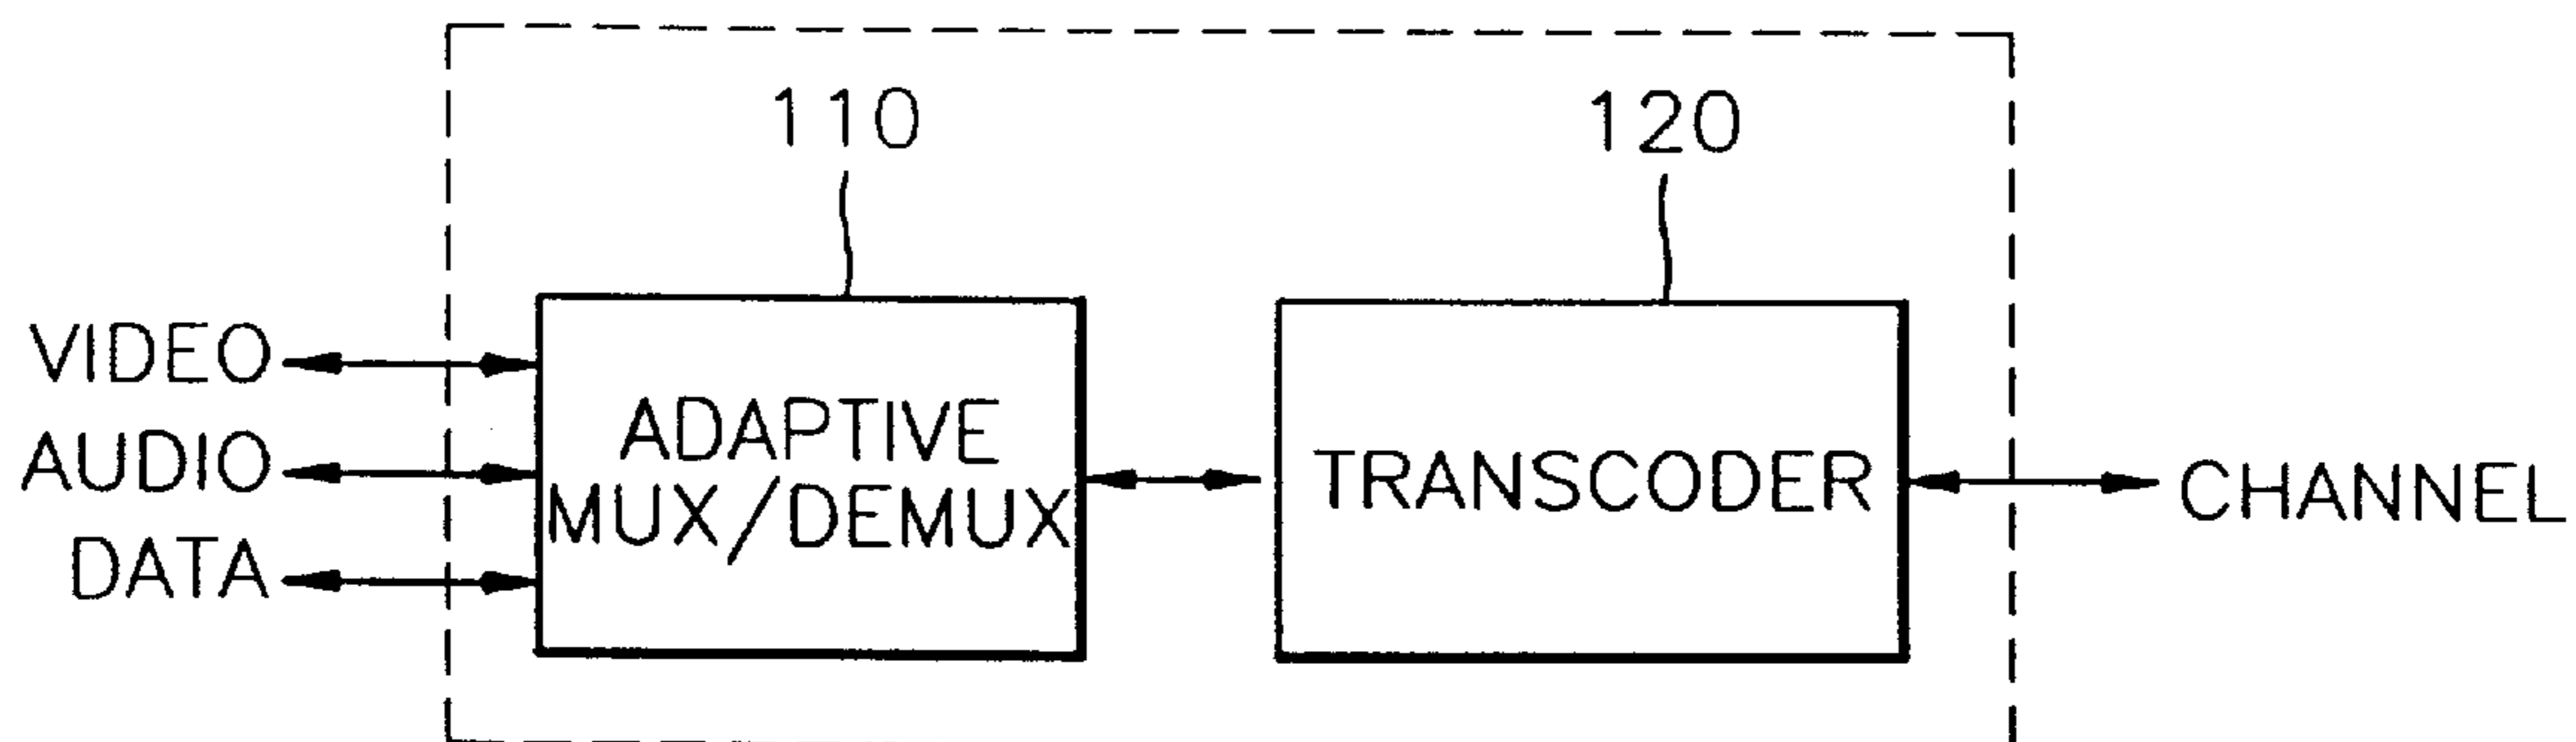 110
120
VIDEO
AUDIO
DATA
ADAPTIVE
MUX/DEMUX
TRANSCODER
CHANNEL